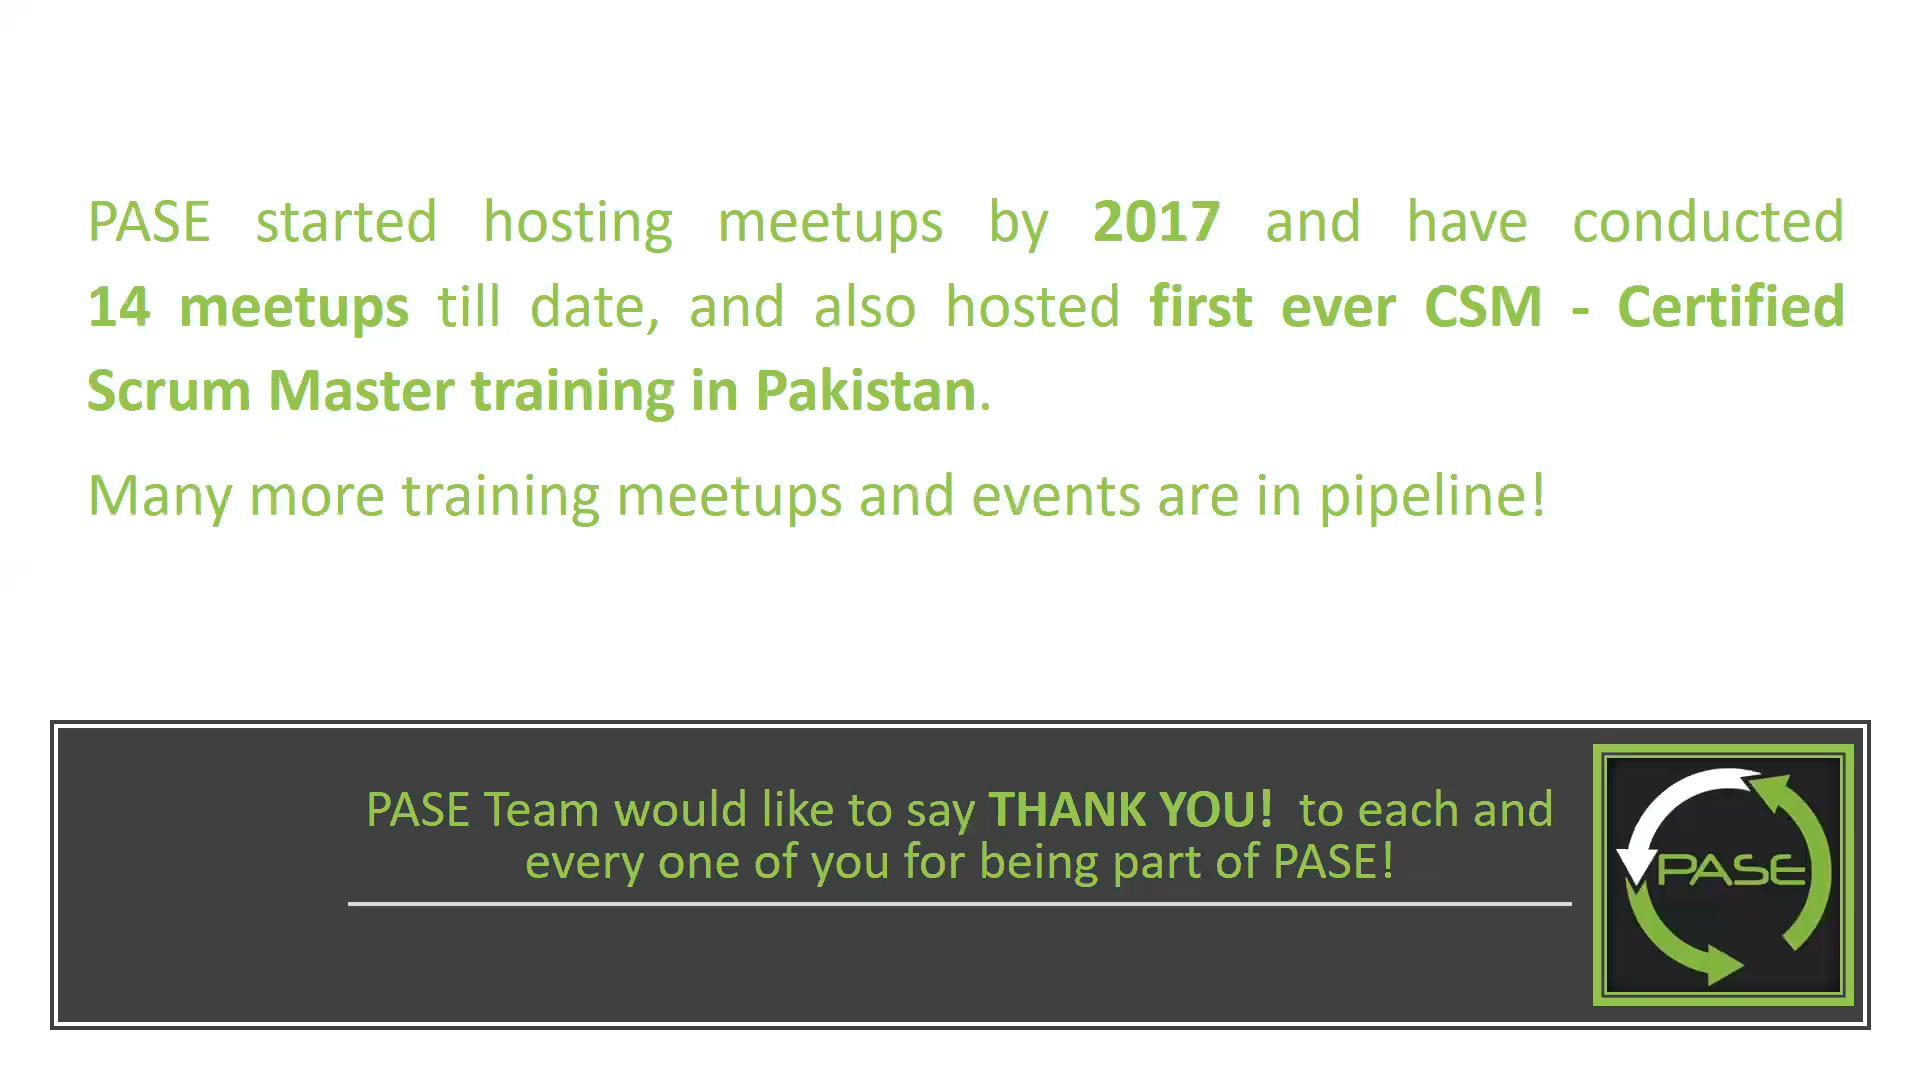 PASE started hosting meetups by 2017 and have conducted
14 meetups till date, and also hosted first ever CSM - Certified
Scrum Master training in Pakistan.
Many more training meetups and events are in pipeline!
PASE Team would like to say THANK YOU! to each and
every one of you for being part of PASE!
PASE